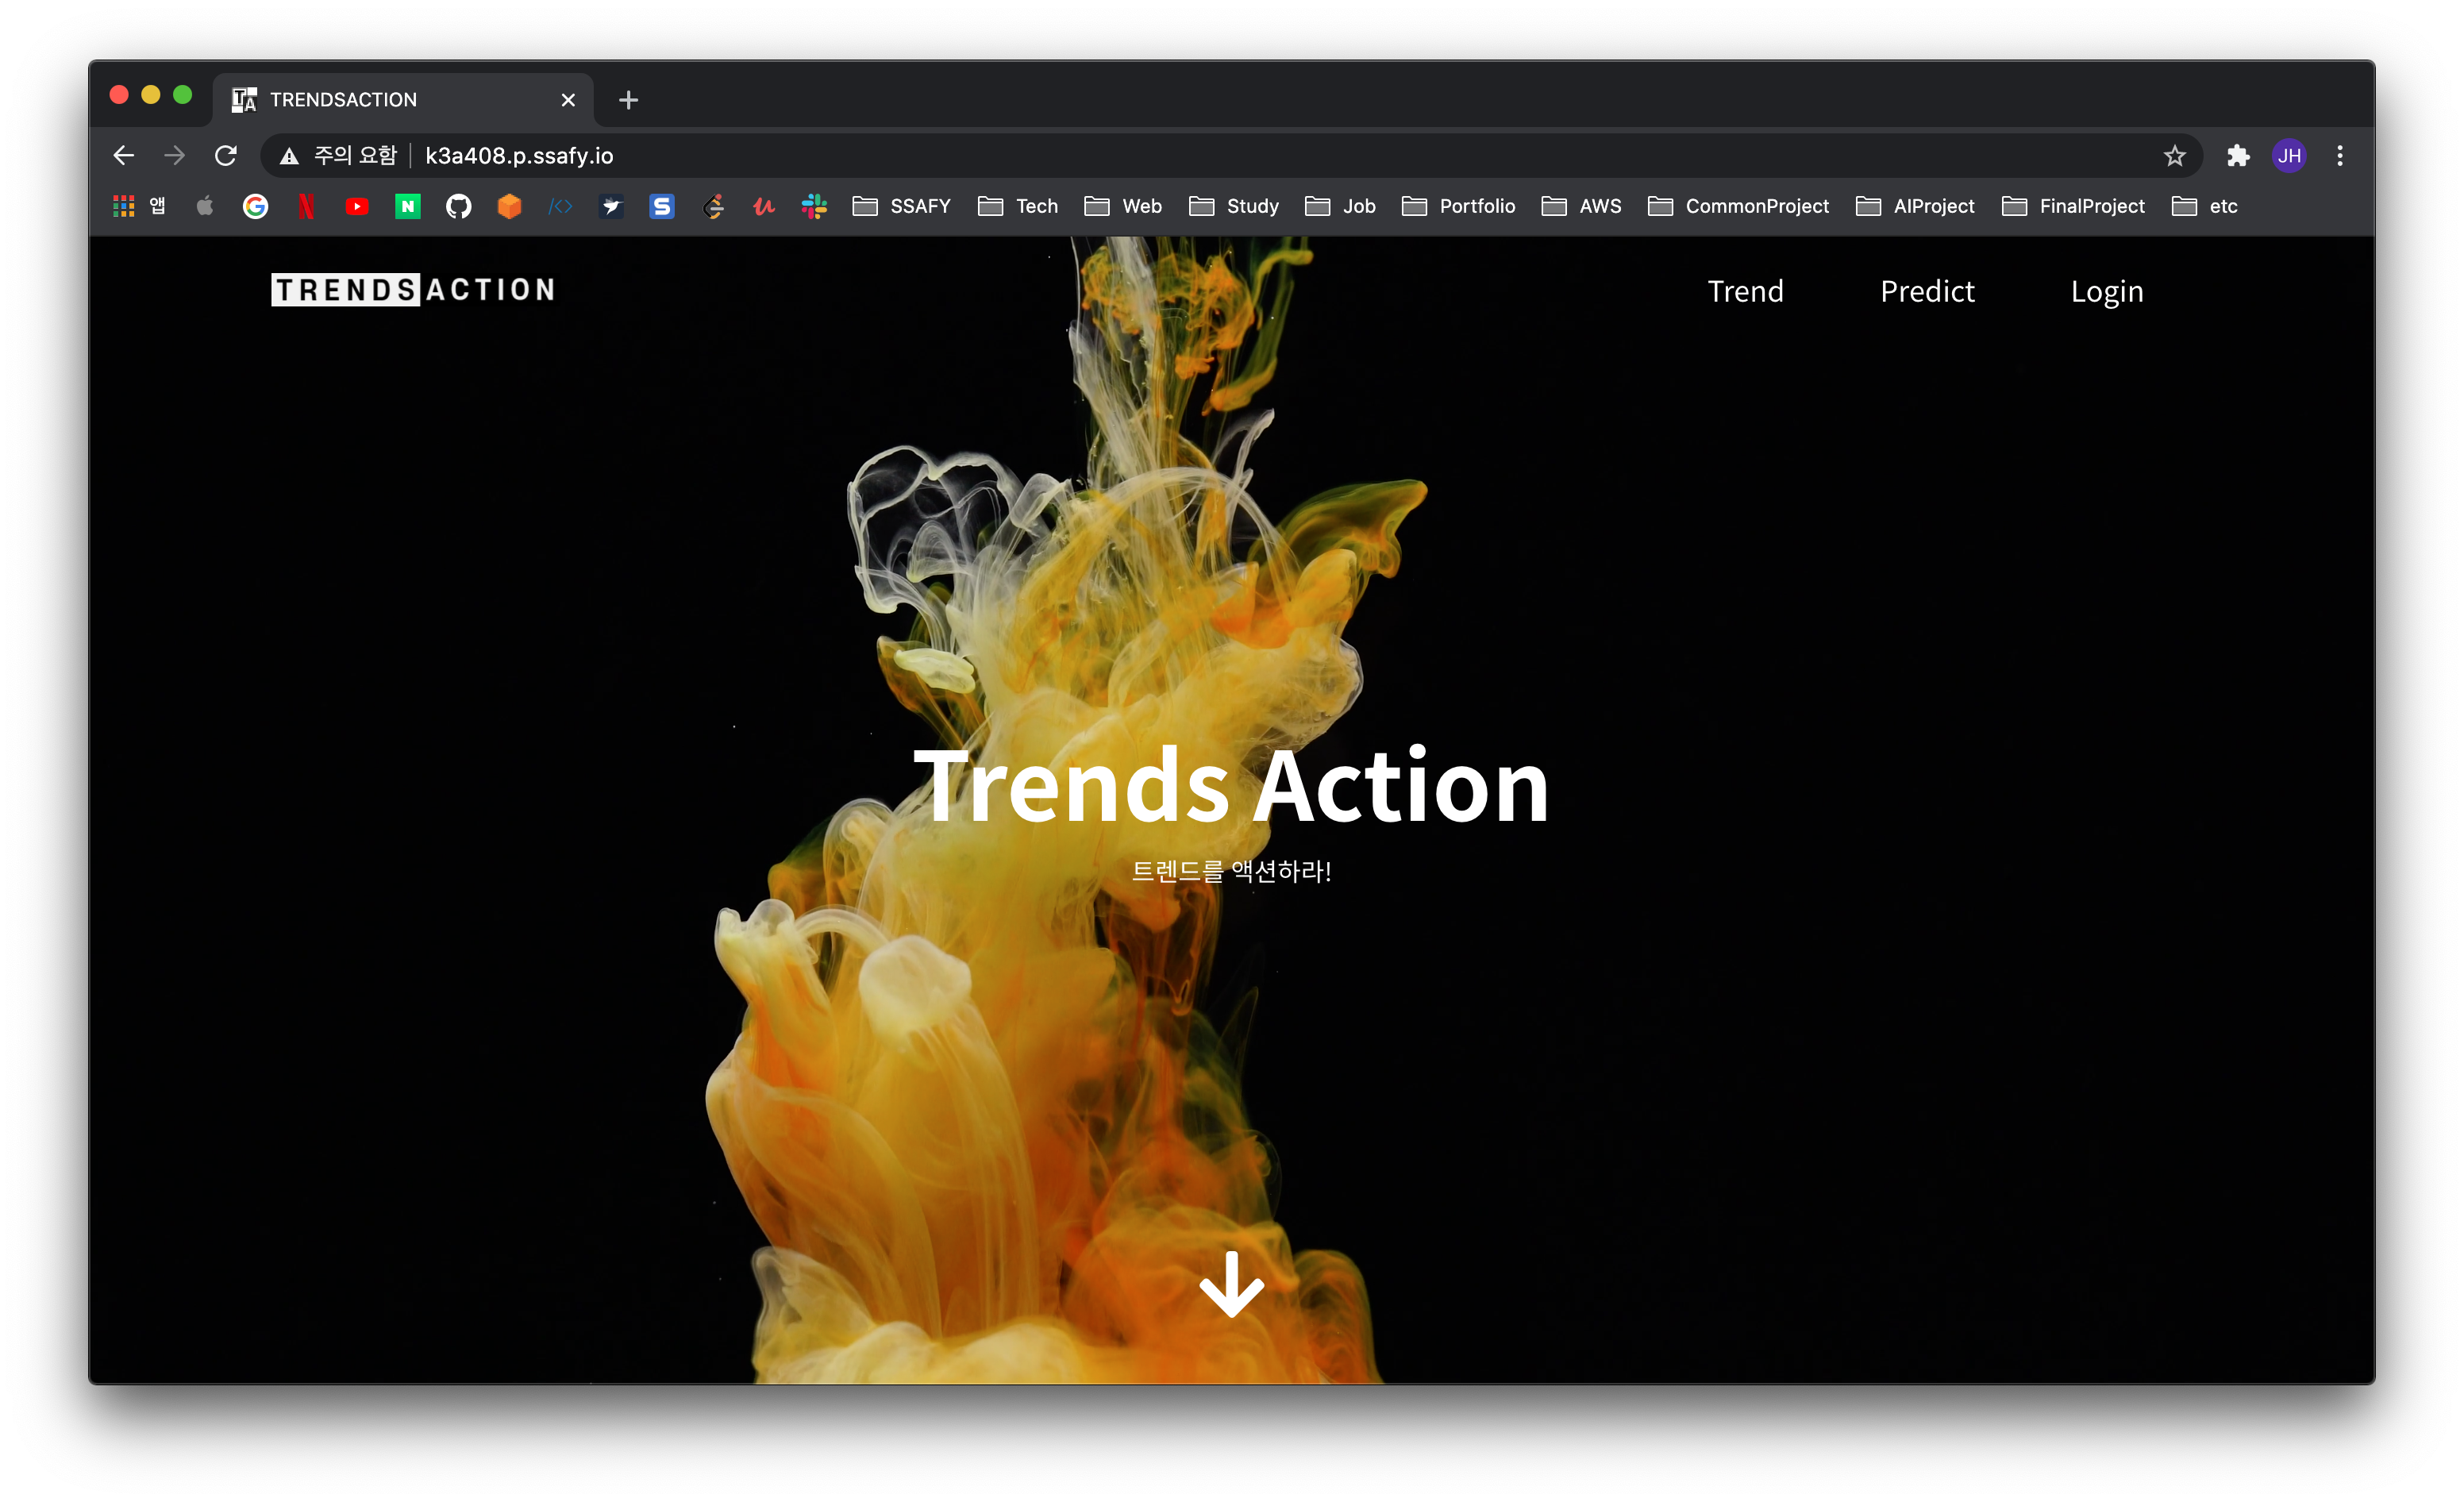 TRENDSACTION
주의 요함 k3a408.p.ssafy.io JH
앱 SSAFY Tech Web Study Job Portfolio AWS CommonProject AIProject FinalProject etc
TRENDSACTION Trend Predict Login
Trends Action
트렌드를 액션하라!